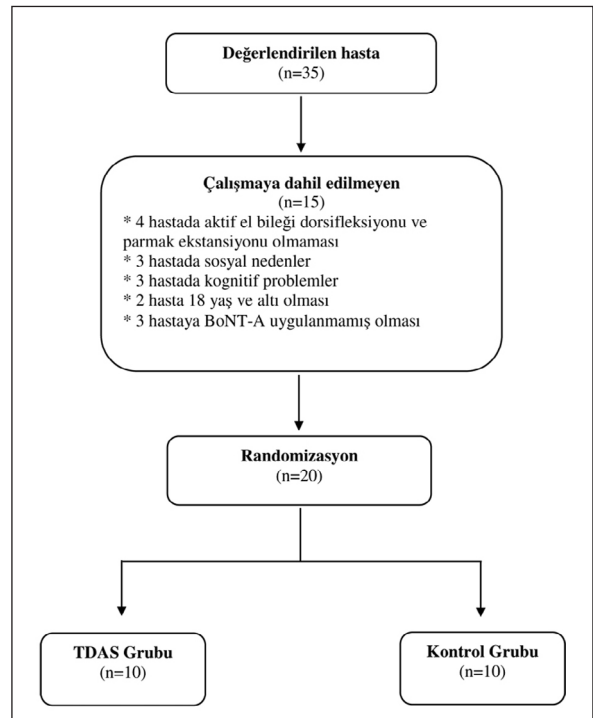 Değerlendirilen hasta
(n=35)
Çalışmaya dahil edilmeyen
(n=15)
* 4 hastada aktif el bileği dorsifleksiyonu ve
parmak ekstansiyonu olmaması
* 3 hastada sosyal nedenler
* 3 hastada kognitif problemler
* 2 hasta 18 yaş ve altı olması
* 3 hastaya BoNT-A uygulanmamış olması
Randomizasyon
(n=20)
TDAS Grubu
(n=10)
Kontrol Grubu
(n=10)